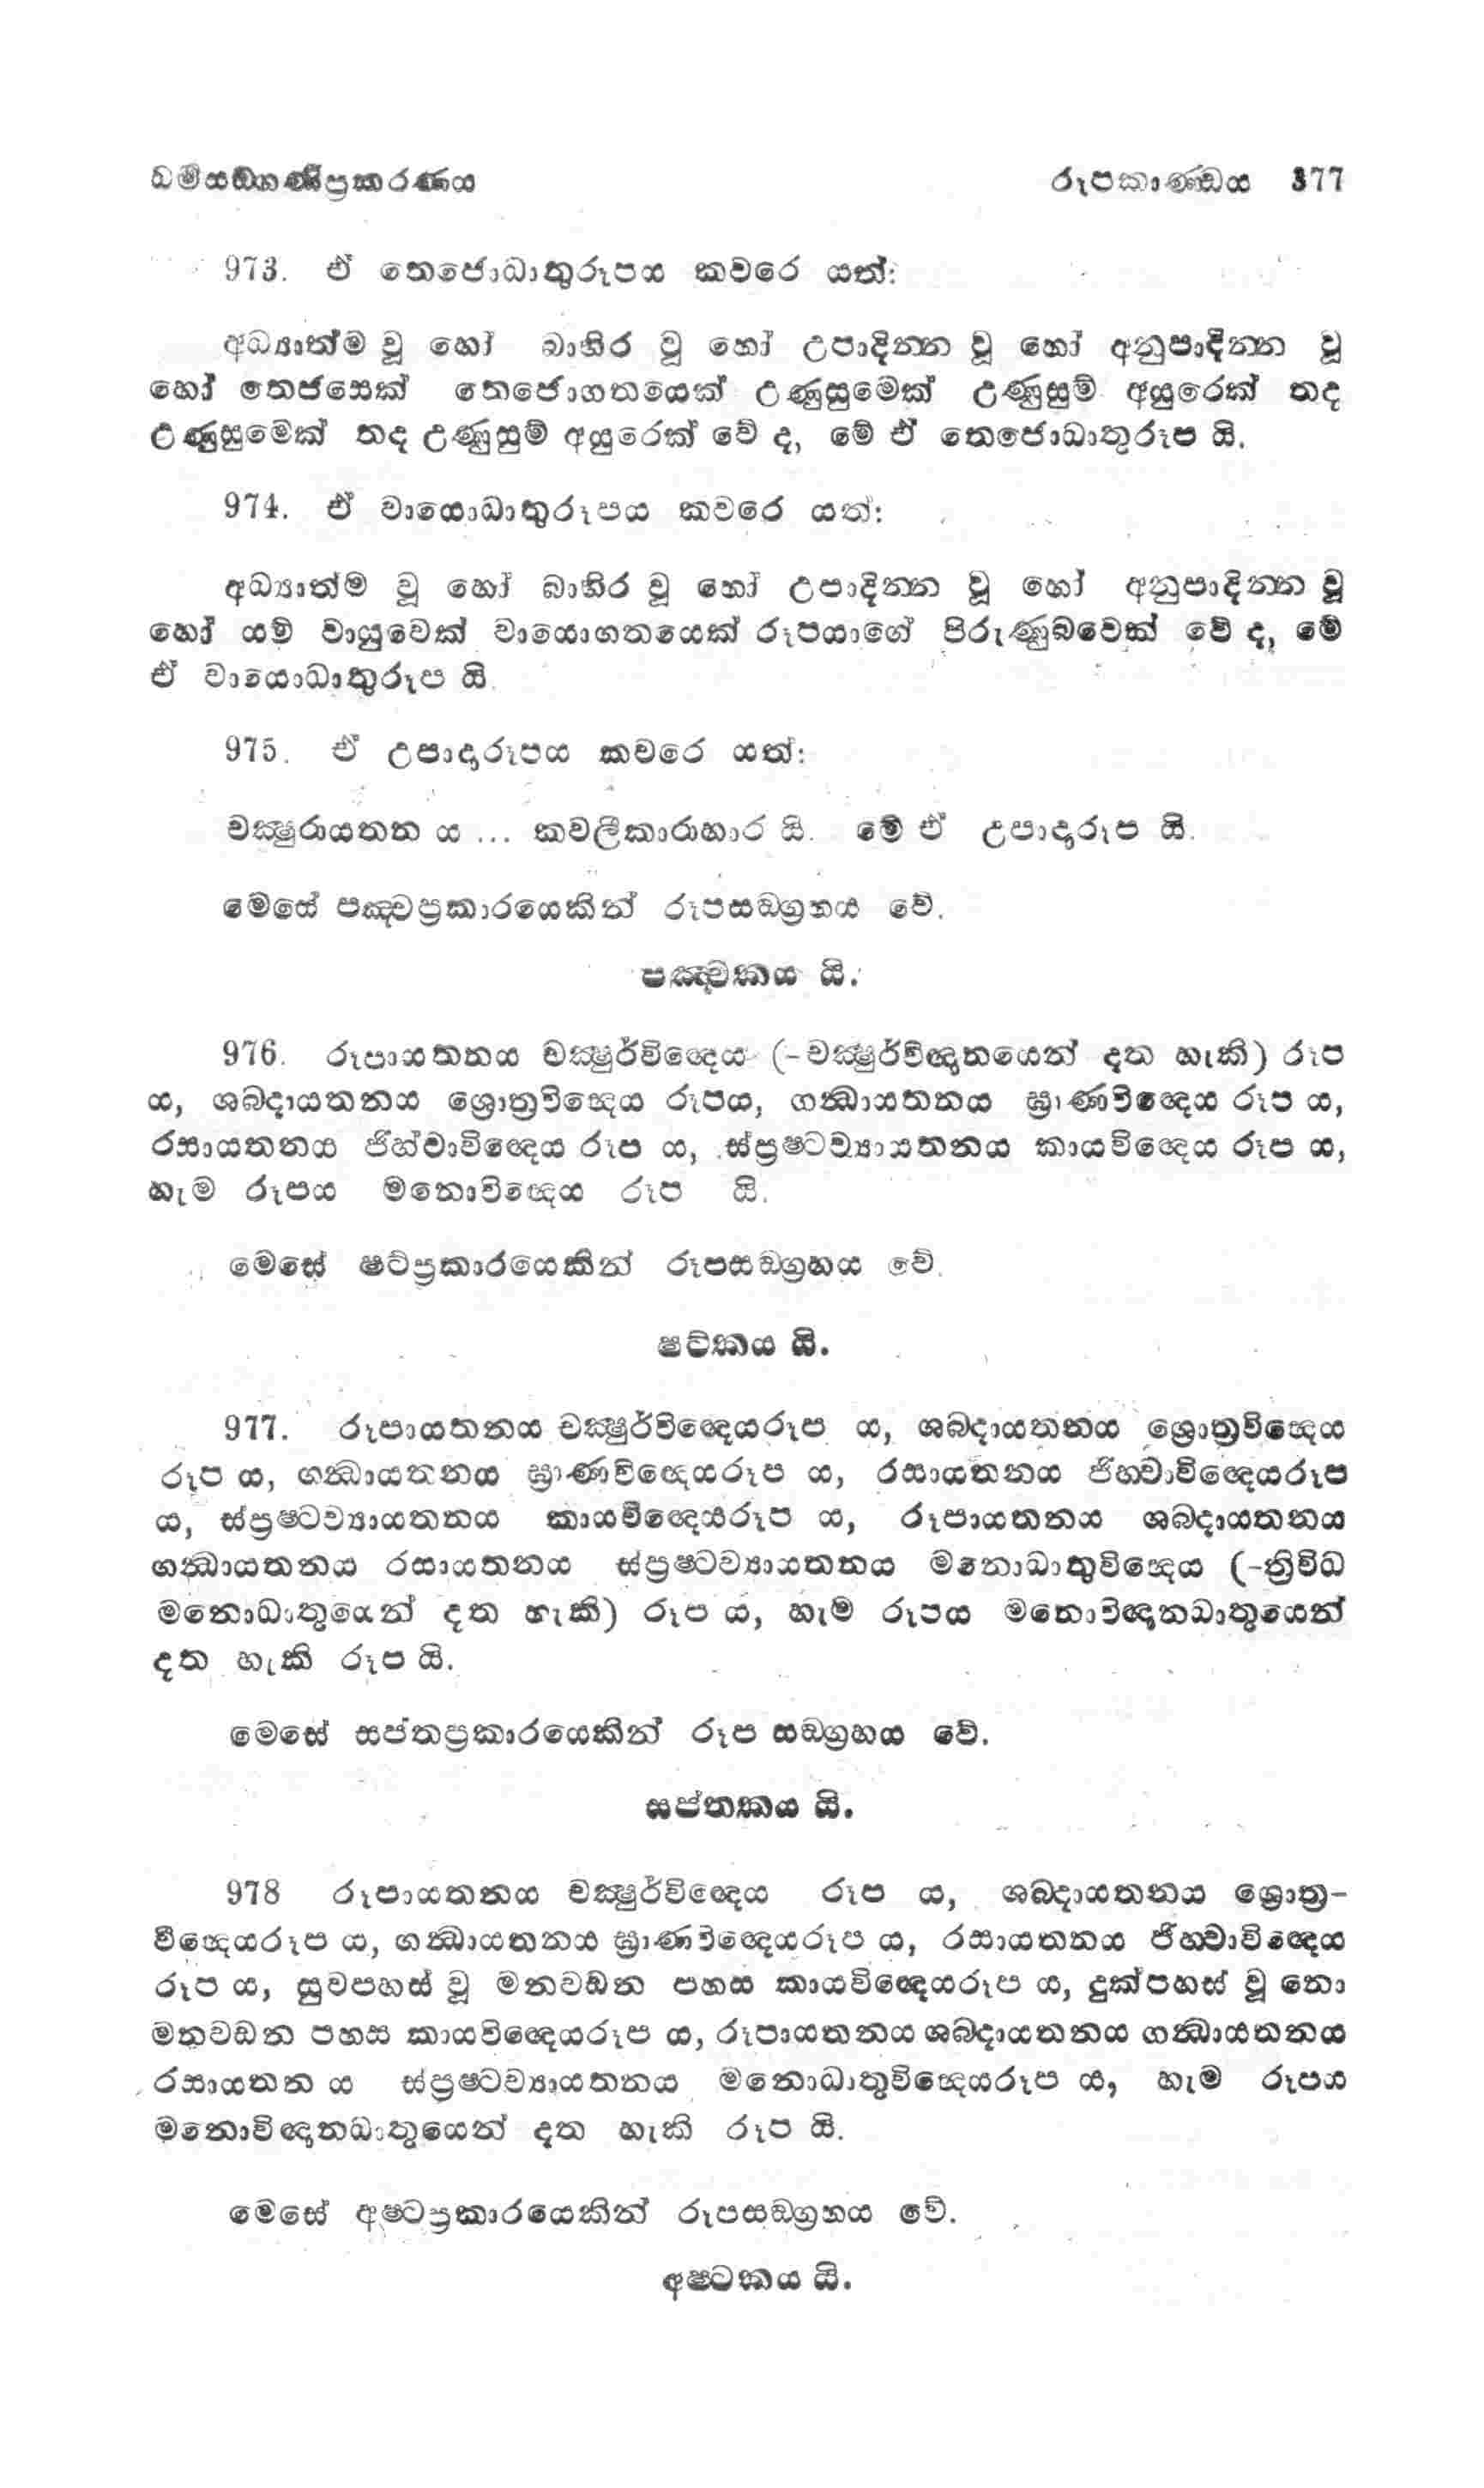 ධම්මසඞ්ගණිප්‍රකරණය රූපකාණ්ඩය 377
973. ඒ තෙජොධාතුරූපය කවරෙ යත්:
අධ්‍යාත්ම වූ හෝ බාහිර වූ හෝ උපාදින්න වූ හෝ අනුපාදින්න වූ
හෝ තෙජසෙක් තෙජොගතයෙක් උණුසුමෙක් උණුසුම් අයුරෙක් තද
උණුසුමෙක් තද උණුසුම් අයුරෙක් වේ ද, මේ ඒ තෙජොධාතුරූප යි.
974. ඒ වායොධාතුරූපය කවරෙ යත්:
අධ්‍යාත්ම වූ හෝ බාහිර වූ හෝ උපාදින්න වූ හෝ අනුපාදින්න වූ
හෝ යම් වායුවෙක් වායොගතයෙක් රූපයාගේ පිරුණුබවෙක් වේ ද, මේ
ඒ වායොධාතුරූප යි.
975. ඒ උපාදාරූපය කවරෙ යත්:
චක්‍ෂුරායතන ය ... කවලීකාරාහාර යි. මේ ඒ උපාදාරූප යි.
මෙසේ පඤ්චප්‍රකාරයෙකින් රූපසඞ්ග්‍රහය වේ.
පඤ්චකය යි.
976. රූපායතනය චක්‍ෂුර්විඥෙය (-චක්‍ෂුර්විඥානයෙන් දත හැකි) රූප
ය, ශබ්දායතනය ශ්‍රොත්‍රවිඥෙය රූපය, ගන්‍ධායතනය ඝ්‍රාණවිඥෙය රූප ය,
රසායතනය ජිහ්වාවිඥෙය රූප ය, ස්ප්‍රෂ්ටව්‍යායතනය කායවිඥෙය රූප ය,
හැම රූපය මනොවිඥෙය රූප යි.
මෙසේ ෂට්ප්‍රකාරයෙකින් රූපසඞ්ග්‍රහය වේ.
ෂට්කය යි.
977. රූපායතනය චක්‍ෂුර්විඥෙයරූප ය, ශබ්දායතනය ශ්‍රොත්‍රවිඥෙය
රූප ය, ගන්‍ධායතනය ඝ්‍රාණවිඥෙයරූප ය, රසායතනය ජිහ්වාවිඥෙයරූප
ය, ස්ප්‍රෂ්ටව්‍යායතනය කායවිඥෙයරූප ය, රූපායතනය ශබ්දායතනය
ගන්‍ධායතනය රසායතනය ස්ප්‍රෂ්ටව්‍යායතනය මනොධාතුවිඥෙය (-ත්‍රිවිධ
මනොධාතුයෙන් දත හැකි) රූප ය, හැම රූපය මනොවිඥානධාතුයෙන්
දත හැකි රූප යි.
මෙසේ සප්තප්‍රකාරයෙකින් රූප සඞ්ග්‍රහය වේ.
සප්තකය යි.
978 රූපායතනය චක්‍ෂුර්විඥෙය රූප ය, ශබ්දායතනය ශ්‍රොත්‍ර-
විඥෙයරූප ය, ගන්‍ධායතනය ඝ්‍රාණවිඥෙයරූප ය, රසායතනය ජිහ්වාවිඥෙය
රූප ය, සුවපහස් වූ මනවඩන පහස කායවිඥෙයරූප ය, දුක්පහස් වූ නො
මනවඩන පහස කායවිඥෙයරූප ය, රූපායතනය ශබ්දායතනය ගන්‍ධායතනය
රසායතන ය ස්ප්‍රෂ්ටව්‍යායතනය මනොධාතුවිඥෙයරූප ය, හැම රූපය
මනොවිඥානධාතුයෙන් දත හැකි රූප යි.
මෙසේ අෂ්ටප්‍රකාරයෙකින් රූපසඞ්ග්‍රහය වේ.
අෂ්ටකය යි.